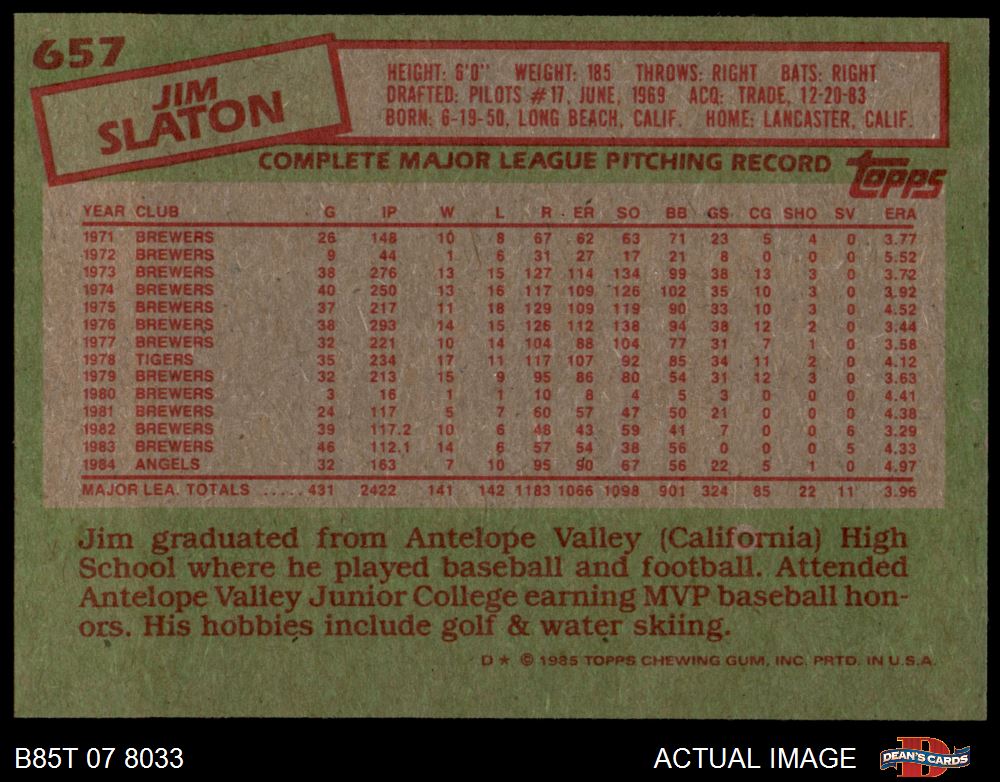 657
JIM
SLATON
HEIGHT: 6'0" WEIGHT: 185 THROWS: RIGHT BATS: RIGHT
DRAFTED: PILOTS #17, JUNE, 1969 ACQ: TRADE, 12-20-83
BORN: 6-19-50, LONG BEACH, CALIF. HOME: LANCASTER, CALIF.
COMPLETE MAJOR LEAGUE PITCHING RECORD
topps
YEAR CLUB G IP W L R ER SO BB GS CG SHO SV ERA
1971 BREWERS 26 148 10 8 67 62 63 71 23 5 4 0 3.77
1972 BREWERS 9 44 1 6 31 27 17 21 8 0 0 0 5.52
1973 BREWERS 38 276 13 15 127 114 134 99 38 13 3 0 3.72
1974 BREWERS 40 250 13 16 117 109 126 102 35 10 3 0 3.92
1975 BREWERS 37 217 11 18 129 109 119 90 33 10 3 0 4.52
1976 BREWERS 38 293 14 15 126 112 138 94 38 12 2 0 3.44
1977 BREWERS 32 221 10 14 104 88 104 77 31 7 1 0 3.58
1978 TIGERS 35 234 17 11 117 107 92 85 34 11 2 0 4.12
1979 BREWERS 32 213 15 9 95 86 80 54 31 12 3 0 3.63
1980 BREWERS 3 16 1 1 10 8 4 5 3 0 0 0 4.41
1981 BREWERS 24 117 5 7 60 57 47 50 21 0 0 0 4.38
1982 BREWERS 39 117.2 10 6 48 43 59 41 7 0 0 6 3.29
1983 BREWERS 46 112.1 14 6 57 54 38 56 0 0 0 5 4.33
1984 ANGELS 32 163 7 10 95 90 67 56 22 5 1 0 4.97
MAJOR LEA. TOTALS ..... 431 2422 141 142 1183 1066 1098 901 324 85 22 11 3.96
Jim graduated from Antelope Valley (California) High
School where he played baseball and football. Attended
Antelope Valley Junior College earning MVP baseball hon-
ors. His hobbies include golf & water skiing.
D * © 1985 TOPPS CHEWING GUM, INC. PRTD. IN U.S.A.
B85T 07 8033
ACTUAL IMAGE
DEAN'S CARDS